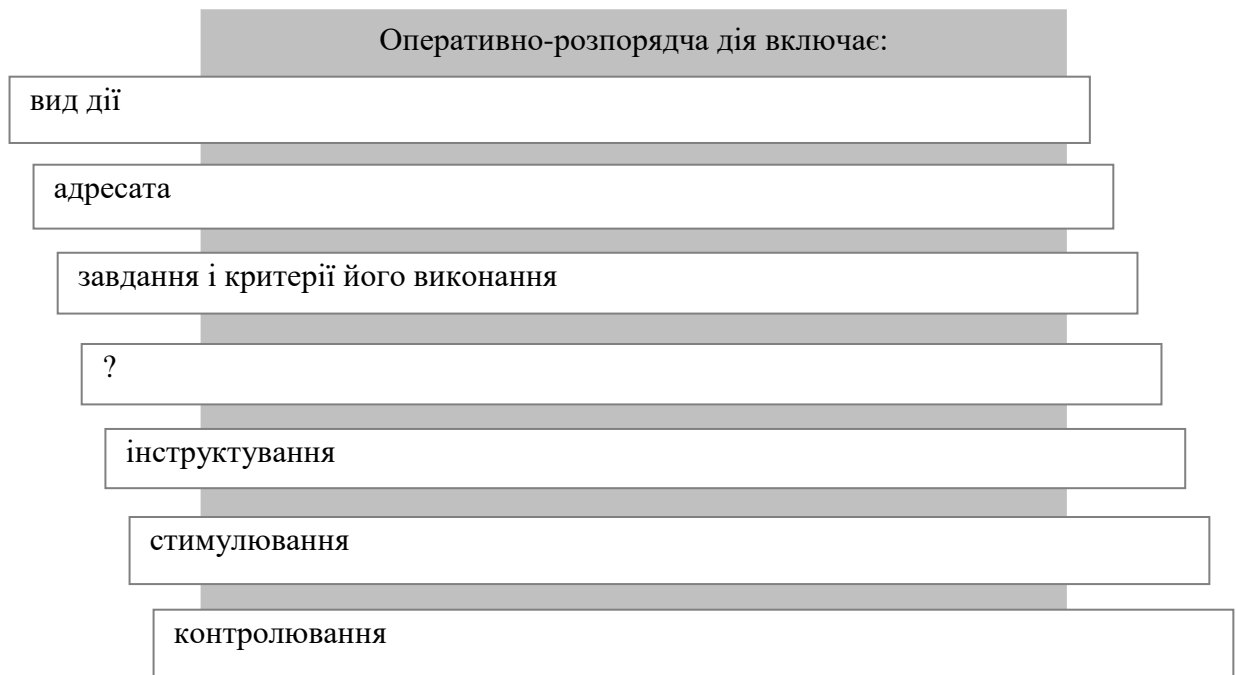 Оперативно-розпорядча дія включає:
вид дії
адресата
завдання і критерії його виконання
?
інструктування
стимулювання
контролювання